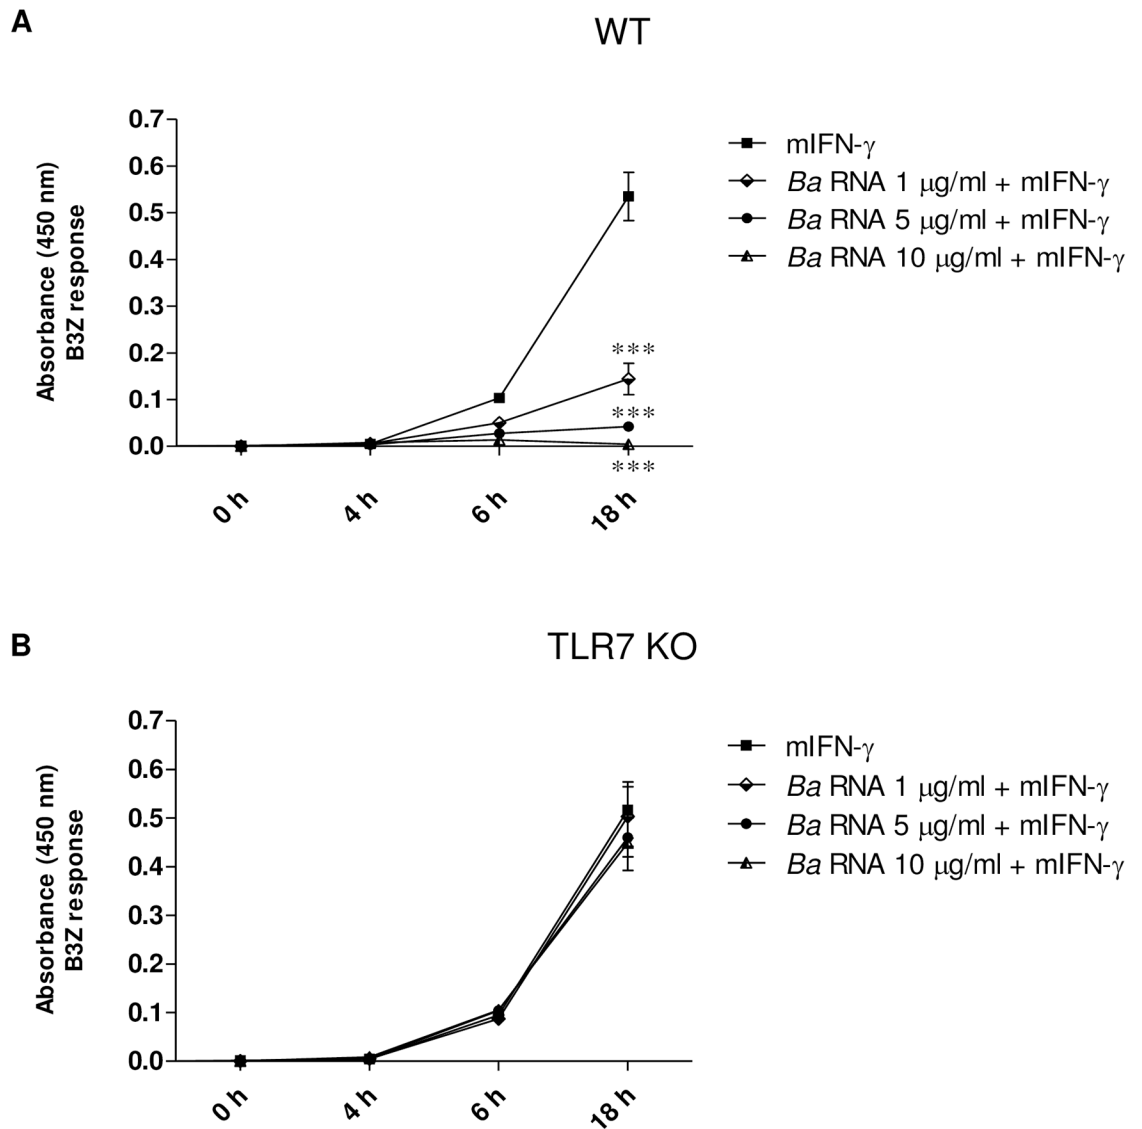 A
WT
0.7
0.6
0.5
0.4
0.3
0.2
0.1
0.0
Absorbance (450 nm)
B3Z response
mIFN-γ
Ba RNA 1 μg/ml + mIFN-γ
Ba RNA 5 μg/ml + mIFN-γ
Ba RNA 10 μg/ml + mIFN-γ
***
***
***
0 h
4 h
6 h
18 h
B
TLR7 KO
0.7
0.6
0.5
0.4
0.3
0.2
0.1
0.0
Absorbance (450 nm)
B3Z response
mIFN-γ
Ba RNA 1 μg/ml + mIFN-γ
Ba RNA 5 μg/ml + mIFN-γ
Ba RNA 10 μg/ml + mIFN-γ
0 h
4 h
6 h
18 h